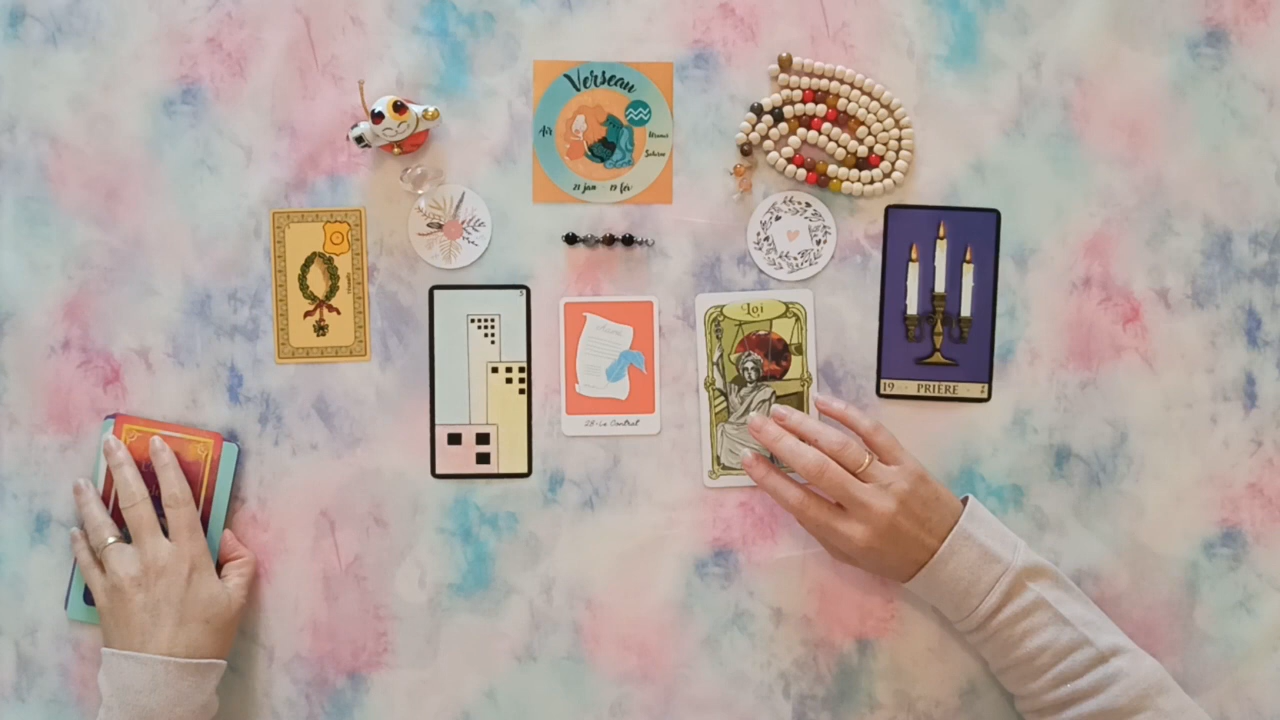 Verseau
Air
Uranus
Saturne
21 jan - 19 fév
5
Loi
28-Le Contrat
19
PRIÈRE